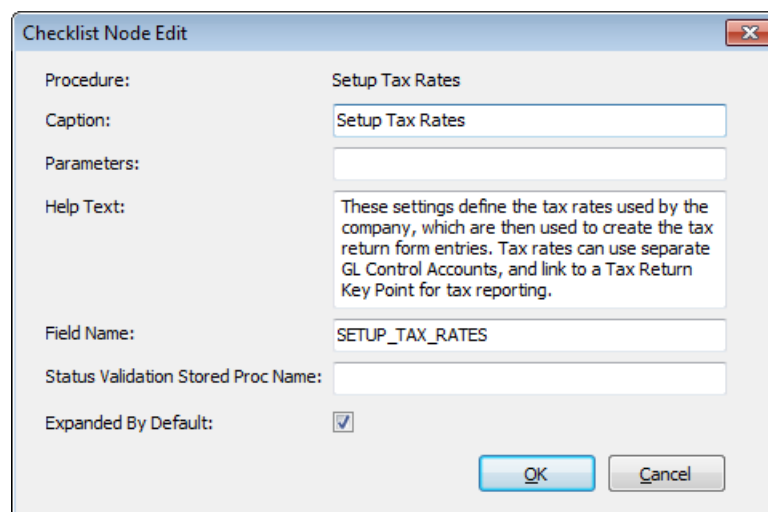 Checklist Node Edit
Procedure: Setup Tax Rates
Caption: Setup Tax Rates
Parameters:
Help Text: These settings define the tax rates used by the
company, which are then used to create the tax
return form entries. Tax rates can use separate
GL Control Accounts, and link to a Tax Return
Key Point for tax reporting.
Field Name: SETUP_TAX_RATES
Status Validation Stored Proc Name:
Expanded By Default:
OK Cancel